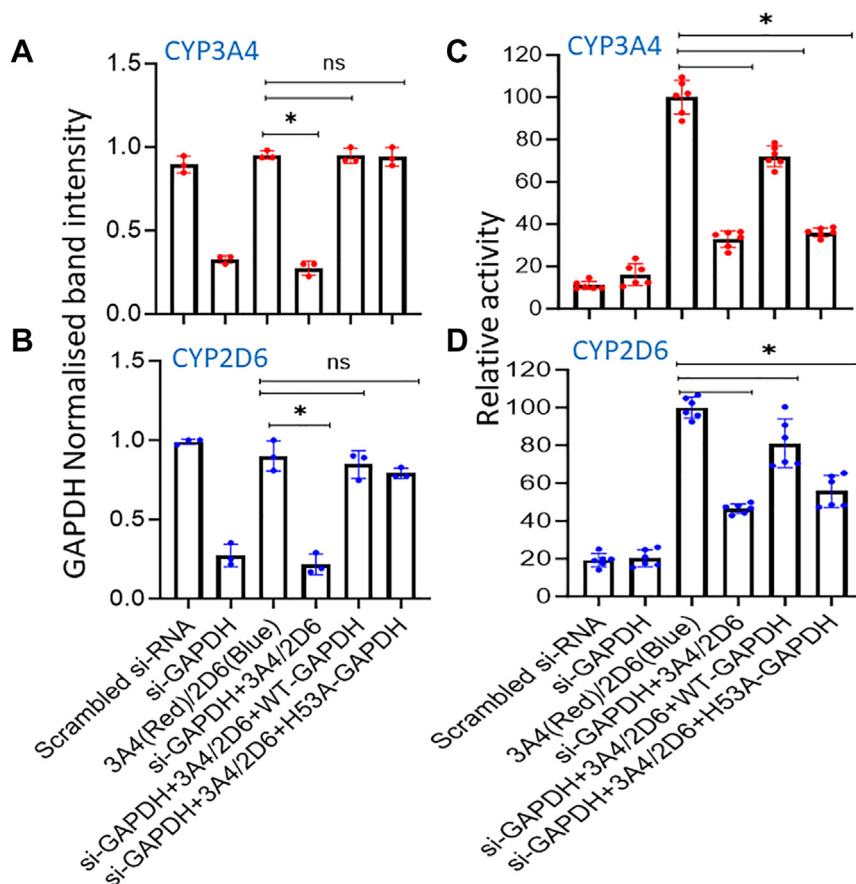 A
CYP3A4
1.5
1.0
0.5
0.0
ns
*
B
CYP2D6
1.5
1.0
0.5
0.0
ns
*
GAPDH Normalised band intensity
Scrambled si-RNA
si-GAPDH
3A4(Red)/2D6(Blue)
si-GAPDH+3A4/2D6
si-GAPDH+3A4/2D6+WT-GAPDH
si-GAPDH+3A4/2D6+H53A-GAPDH
C
CYP3A4
120
100
80
60
40
20
0
*
D
CYP2D6
120
100
80
60
40
20
0
*
Relative activity
Scrambled si-RNA
si-GAPDH
3A4(Red)/2D6(Blue)
si-GAPDH+3A4/2D6
si-GAPDH+3A4/2D6+WT-GAPDH
si-GAPDH+3A4/2D6+H53A-GAPDH